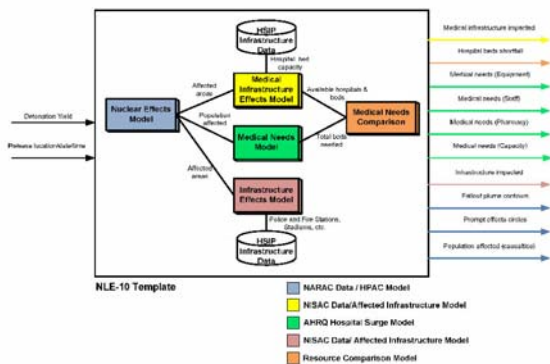 HSIP
Infrastructure
Data
Hospital bed
capacity
Affected
areas
Medical
Infrastructure
Effects Model
Available hospitals &
beds
Nuclear Effects
Model
Population
affected
Medical Needs
Model
Medical Needs
Comparison
Total beds
needed
Detonation Yield
Release location/date/time
Affected
areas
Infrastructure
Effects Model
Police and Fire Stations,
Stadiums, etc.
HSIP
Infrastructure
Data
NLE-10 Template
Medical infrastructure impacted
Hospital beds shortfall
Medical needs (Equipment)
Medical needs (Staff)
Medical needs (Pharmacy)
Medical needs (Capacity)
Infrastructure impacted
Fallout plume contours
Prompt effects circles
Population affected (casualties)
NARAC Data / HPAC Model
NISAC Data/Affected Infrastructure Model
AHRQ Hospital Surge Model
NISAC Data/ Affected Infrastructure Model
Resource Comparison Model